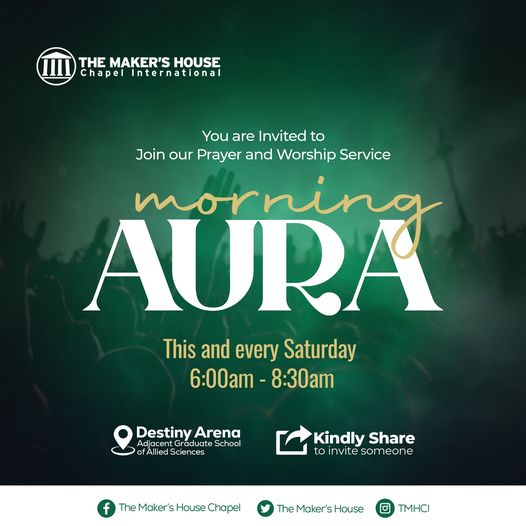 THE MAKER'S HOUSE
Chapel International
You are Invited to
Join our Prayer and Worship Service
morning
AURA
This and every Saturday
6:00am - 8:30am
Destiny Arena
Adjacent Graduate School
of Allied Sciences
Kindly Share
to invite someone
The Maker's House Chapel
The Maker's House
TMHCI